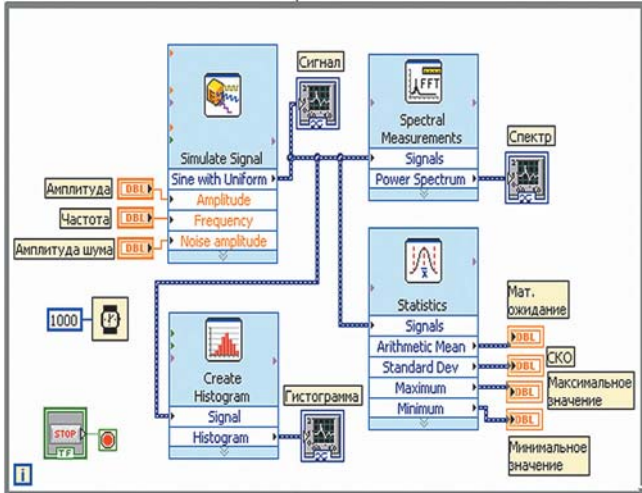 Сигнал
Simulate Signal
Sine with Uniform
Amplitude
Frequency
Noise amplitude
Амплитуда
DBL
Частота
DBL
Амплитуда шума
DBL
FFT
Spectral
Measurements
Signals
Power Spectrum
Спектр
x
Statistics
Signals
Arithmetic Mean
Standard Dev
Maximum
Minimum
Мат.
ожидание
DBL
СКО
DBL
Максимальное
значение
DBL
DBL
Минимальное
значение
1000
Create
Histogram
Signal
Histogram
Гистограмма
STOP
TF
i